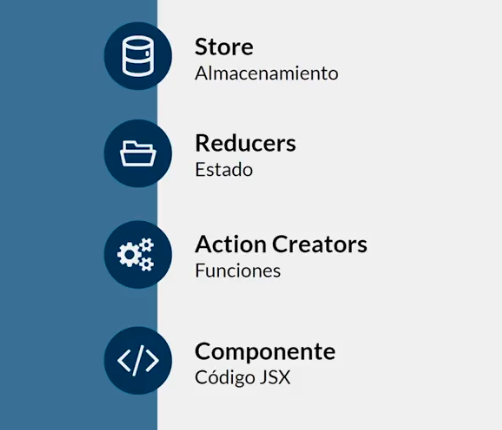 Store
Almacenamiento
Reducers
Estado
Action Creators
Funciones
Componente
Código JSX